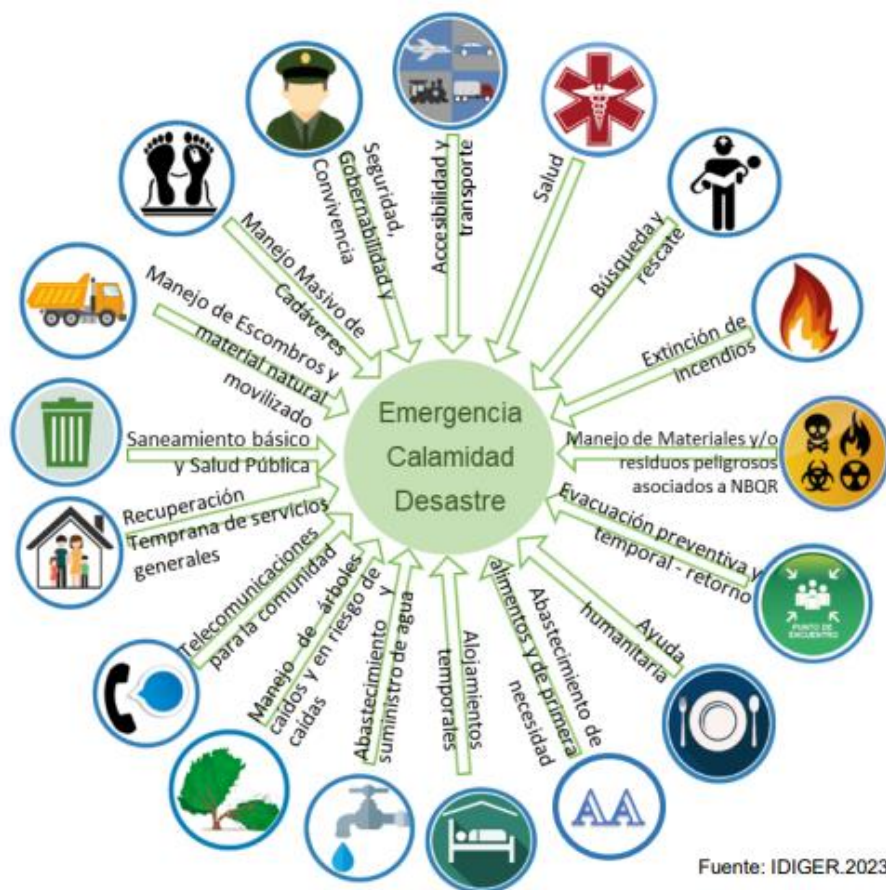 Accesibilidad y
transporte
Salud
Búsqueda y
rescate
Extinción de
incendios
Manejo de Materiales y/o
residuos peligrosos
asociados a NBQR
Evacuación preventiva y
temporal - retorno
PUNTO DE
ENCUENTRO
Ayuda
humanitaria
Abastecimiento de
alimentos y de primera
necesidad
AA
Alojamientos
temporales
Abastecimiento y
suministro de agua
Manejo de árboles
caídos y en riesgo de
caidas
Telecomunicaciones
para la comunidad
Recuperación
Temprana de servicios
generales
Saneamiento básico
y Salud Pública
Manejo de Escombros y
material natural
movilizado
Manejo Masivo de
Cadáveres
Seguridad,
Gobernabilidad y
Convivencia
Emergencia
Calamidad
Desastre
Fuente: IDIGER.2023